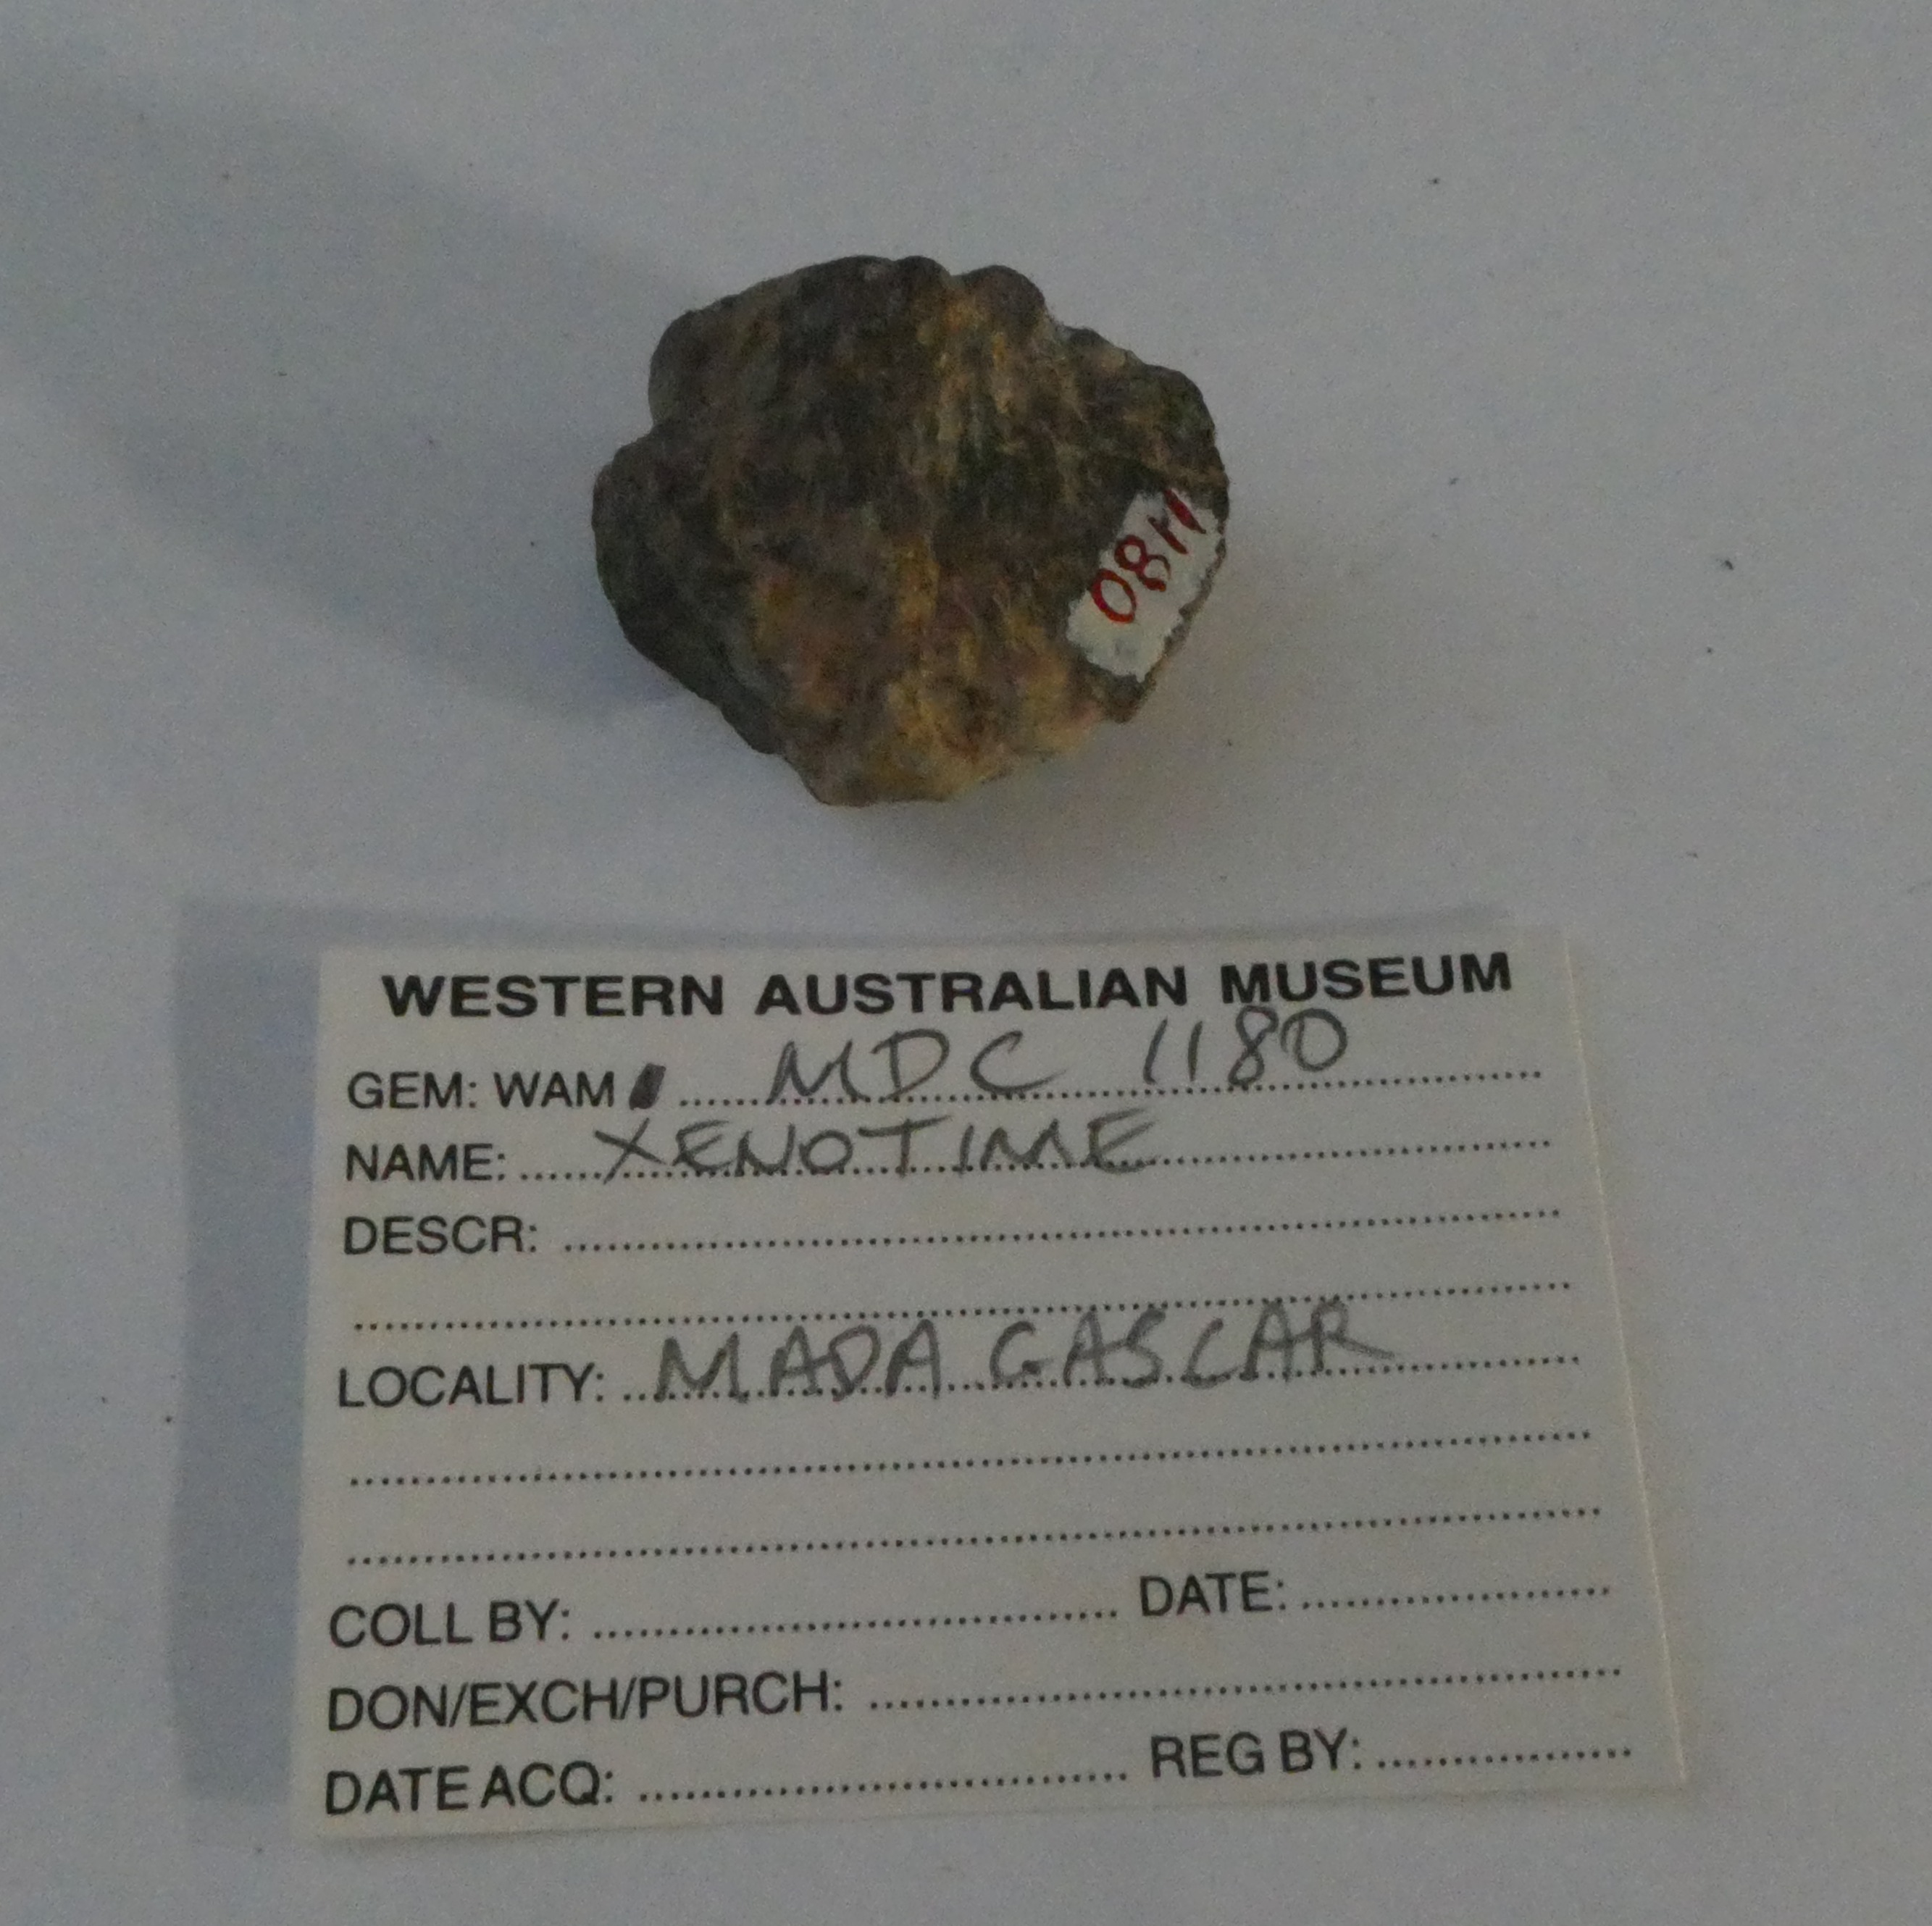 1180
WESTERN AUSTRALIAN MUSEUM
GEM: WAM MDC 1180
NAME: XENOTIME
DESCR:
LOCALITY: MADAGASCAR
COLL BY: DATE:
DON/EXCH/PURCH:
DATE ACQ: REG BY: